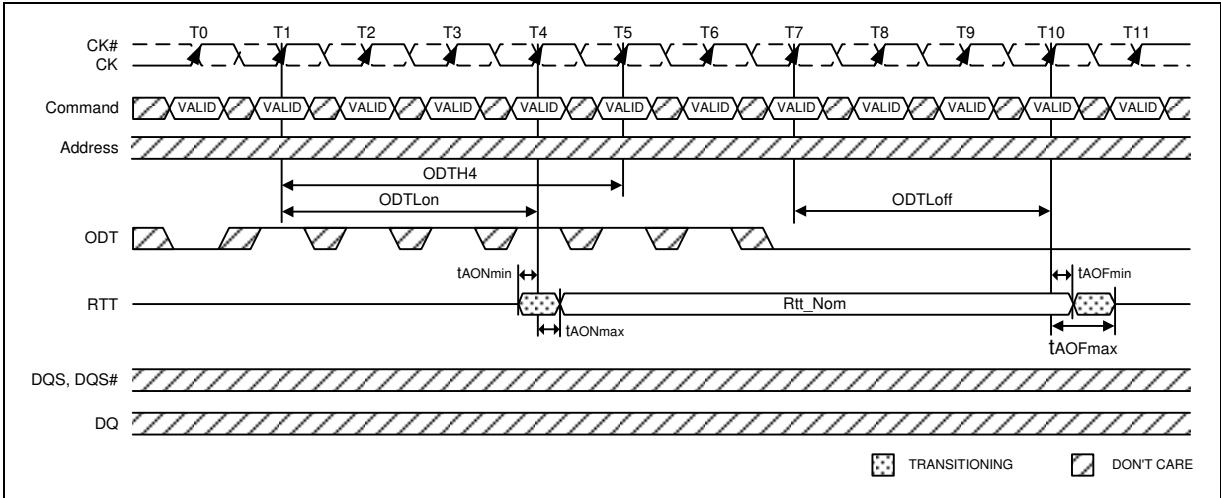 T0 T1 T2 T3 T4 T5 T6 T7 T8 T9 T10 T11
CK#
CK
Command VALID VALID VALID VALID VALID VALID VALID VALID VALID VALID VALID VALID
Address
ODTH4
ODTLon ODTLoff
ODT
tAONmin tAOFmin
RTT Rtt_Nom
tAONmax
tAOFmax
DQS, DQS#
DQ
TRANSITIONING DON'T CARE